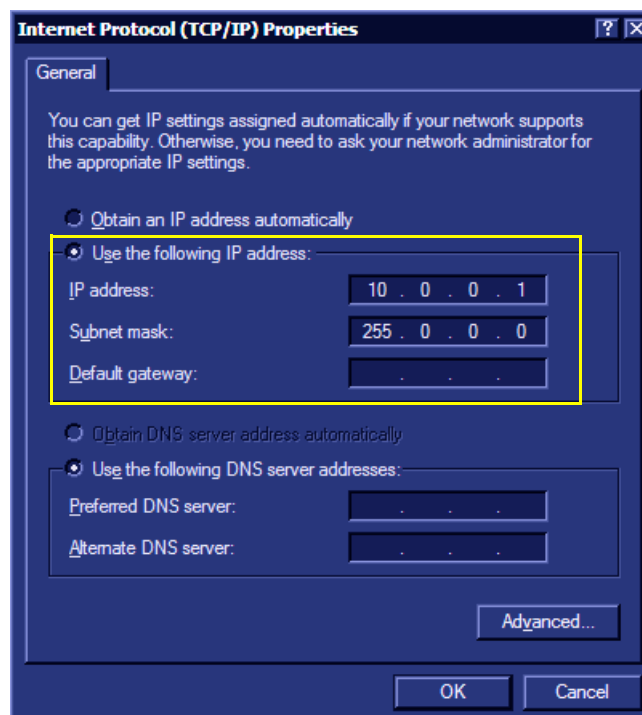 Internet Protocol (TCP/IP) Properties
General
You can get IP settings assigned automatically if your network supports
this capability. Otherwise, you need to ask your network administrator for
the appropriate IP settings.
Obtain an IP address automatically
Use the following IP address:
IP address: 10 . 0 . 0 . 1
Subnet mask: 255 . 0 . 0 . 0
Default gateway: . . .
Obtain DNS server address automatically
Use the following DNS server addresses:
Preferred DNS server: . . .
Alternate DNS server: . . .
Advanced...
OK Cancel